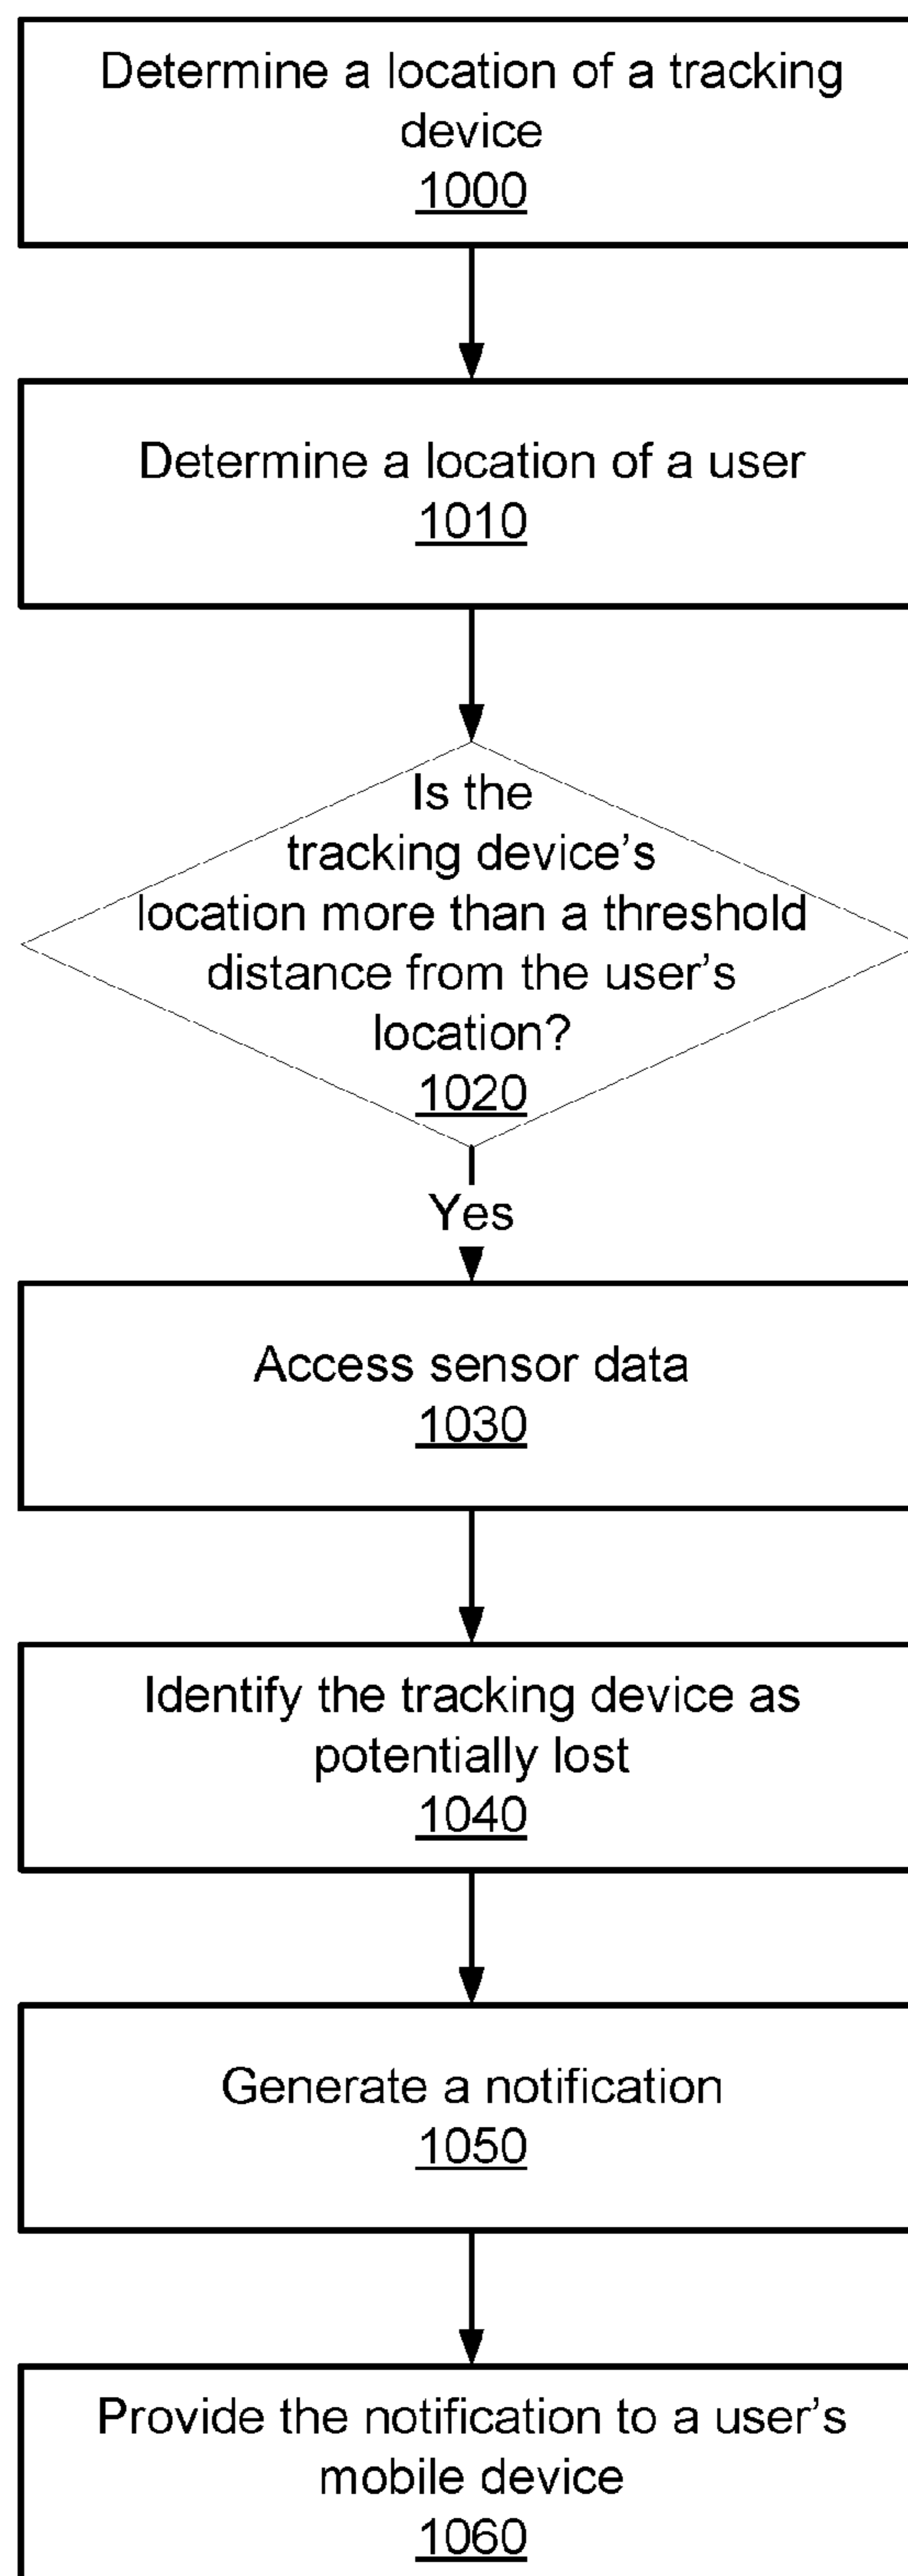 Determine a location of a tracking
device
1000
Determine a location of a user
1010
Is the
tracking device's
location more than a threshold
distance from the user's
location?
1020
Yes
Access sensor data
1030
Identify the tracking device as
potentially lost
1040
Generate a notification
1050
Provide the notification to a user's
mobile device
1060